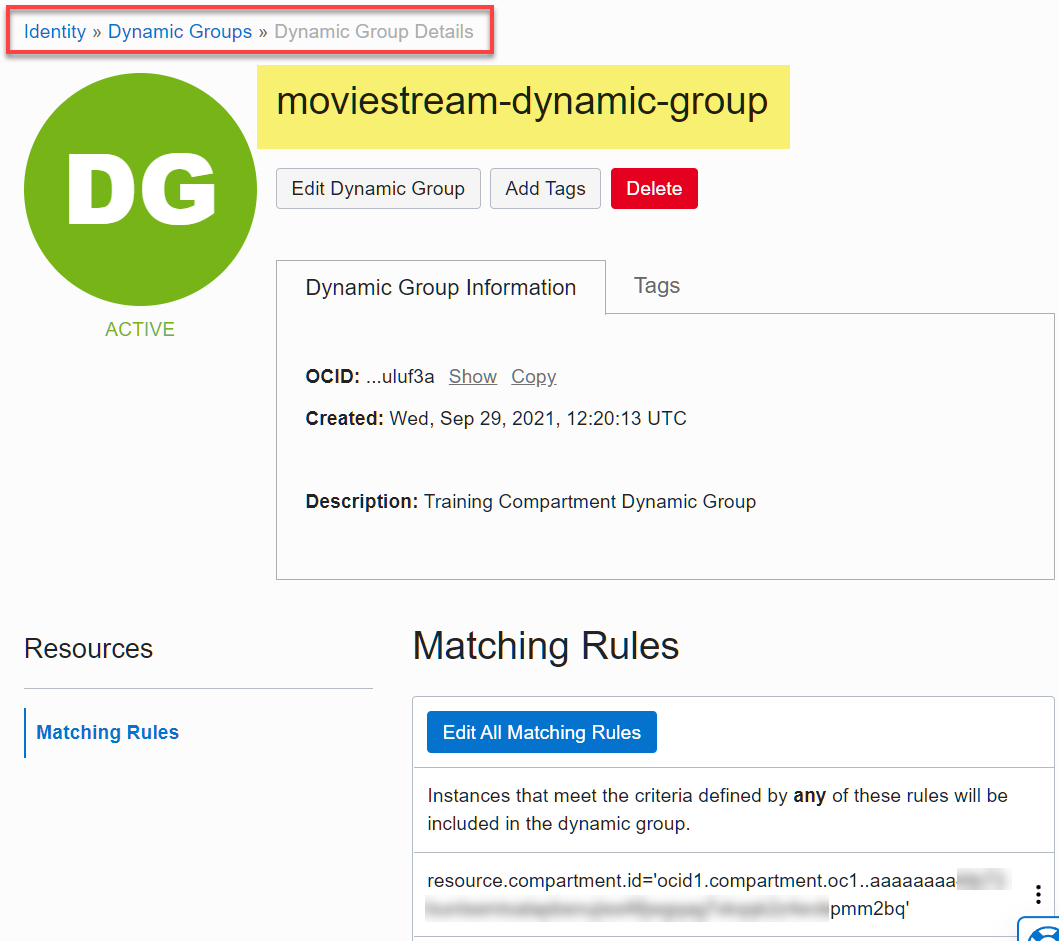 Identity » Dynamic Groups » Dynamic Group Details
moviestream-dynamic-group
DG
ACTIVE
Edit Dynamic Group Add Tags Delete
Dynamic Group Information Tags
OCID: ...uluf3a Show Copy
Created: Wed, Sep 29, 2021, 12:20:13 UTC
Description: Training Compartment Dynamic Group
Resources
Matching Rules
Matching Rules
Edit All Matching Rules
Instances that meet the criteria defined by any of these rules will be
included in the dynamic group.
resource.compartment.id='ocid1.compartment.oc1..aaaaaaaa
pmm2bq'